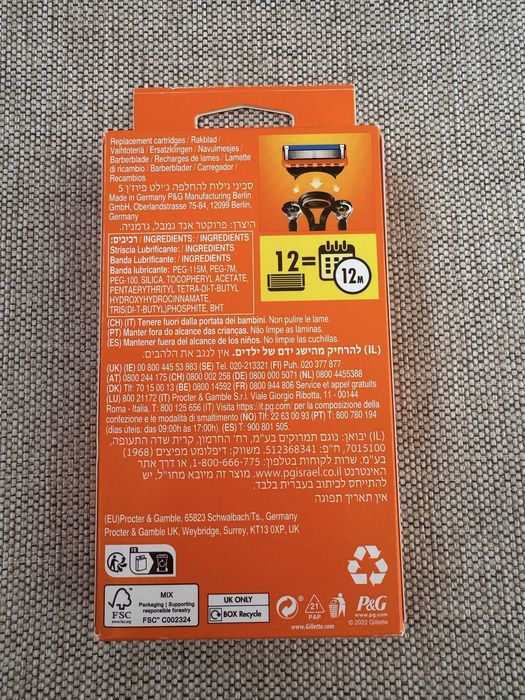 Replacement cartridges / Rakblad /
Vaihtoteriä / Ersatzklingen / Navulmesjes /
Barberblade / Recharges de lames / Lamette
di ricambio / Barberblader / Carregador /
Recambios
סכיני גילוח להחלפה ג'ילט פיוז'ן 5
Made in Germany P&G Manufacturing Berlin
GmbH, Oberlandstrasse 75-84, 12099 Berlin,
Germany
היצרן: פרוקטר אנד גמבל, גרמניה.
רכיבים: / INGREDIENTI: / INGREDIENTS:
Striscia Lubrificante: / INGREDIENTS:
Banda Lubrificante: / INGREDIENTES:
Banda lubricante: PEG-115M, PEG-7M,
PEG-100, SILICA, TOCOPHERYL ACETATE,
PENTAERYTHRITYL TETRA-DI-T-BUTYL
HYDROXYHYDROCINNAMATE,
TRIS(DI-T-BUTYL)PHOSPHITE, BHT
12=
12M
(CH) (IT) Tenere fuori dalla portata dei bambini. Non pulire le lame.
(PT) Manter fora do alcance das crianças. Não limpe as lâminas.
(ES) Mantener fuera del alcance de los niños. No limpie las cuchillas.
(IL) להרחיק מהישג ידם של ילדים. אין לנגב את הלהבים.
(UK) (IE) 00 800 445 53 883 (SE) Tel. 020-213321 (FI) Puh. 020 377 877
(AT) 0800 244 175 (CH) 0800 002 258 (DE) 0800 000 5071 (NL) 0800 4455388
(DK) Tlf: 70 15 00 13 (BE) 0800 14592 (FR) 0800 944 806 Service et appel gratuits
(LU) 800 21172 (IT) Procter & Gamble S.r.l. Viale Giorgio Ribotta, 11 - 00144
Roma - Italia. T: 800 125 656 (IT) Visita https://it.pg.com/ per la composizione della
confezione e le modalità di smaltimento (NO) Tlf: 22 63 00 93 (PT) T: 800 780 194
(dias úteis: das 09:00h às 17:00h). (ES) T: 900 801 505.
(IL) יבואן: נוגם תמרוקים בע"מ, רח' החרמון, קרית שדה התעופה,
7015100, ח"פ: 512368341. משווק: דיפלומט מפיצים (1968)
בע"מ. שרות לקוחות בטלפון: 1-800-666-775, או דרך אתר
האינטרנט www.pgisrael.co.il. מוצר זה מיובא מחו"ל, יש
להתייחס לכיתוב בעברית בלבד.
אין תאריך תפוגה
(EU)Procter & Gamble, 65823 Schwalbach/Ts., Germany
Procter & Gamble UK, Weybridge, Surrey, KT13 0XP, UK
FR
FSC
www.fsc.org
MIX
Packaging | Supporting
responsible forestry
FSC™ C002324
UK ONLY
BOX Recycle
21
PAP
www.Gillette.com
P&G
www.pg.com
© 2022 Gillette